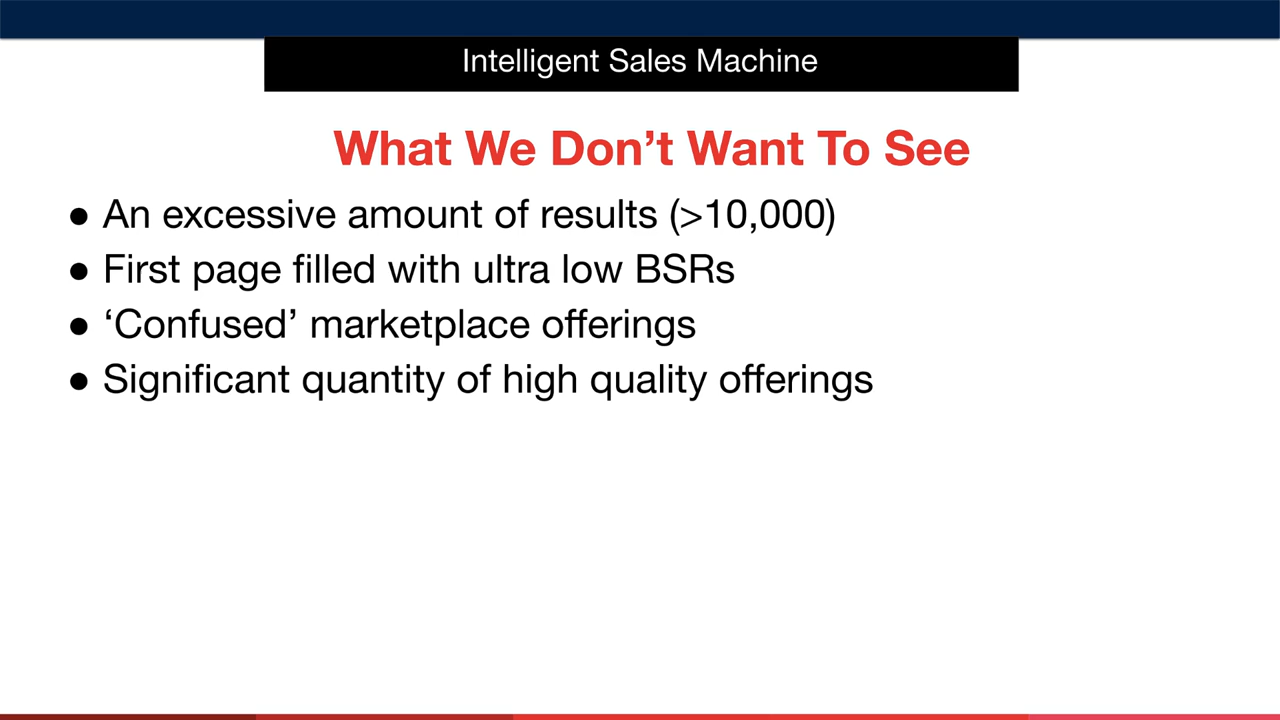 Intelligent Sales Machine
What We Don’t Want To See
● An excessive amount of results (>10,000)
● First page filled with ultra low BSRs
● ‘Confused’ marketplace offerings
● Significant quantity of high quality offerings